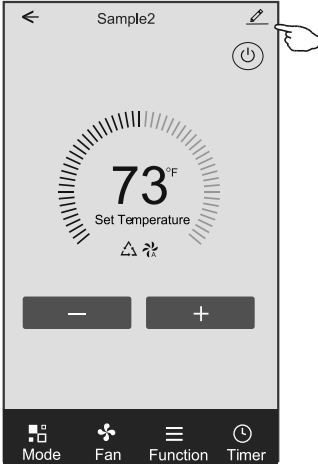 Sample2
73°F
Set Temperature
A
Mode Fan Function Timer